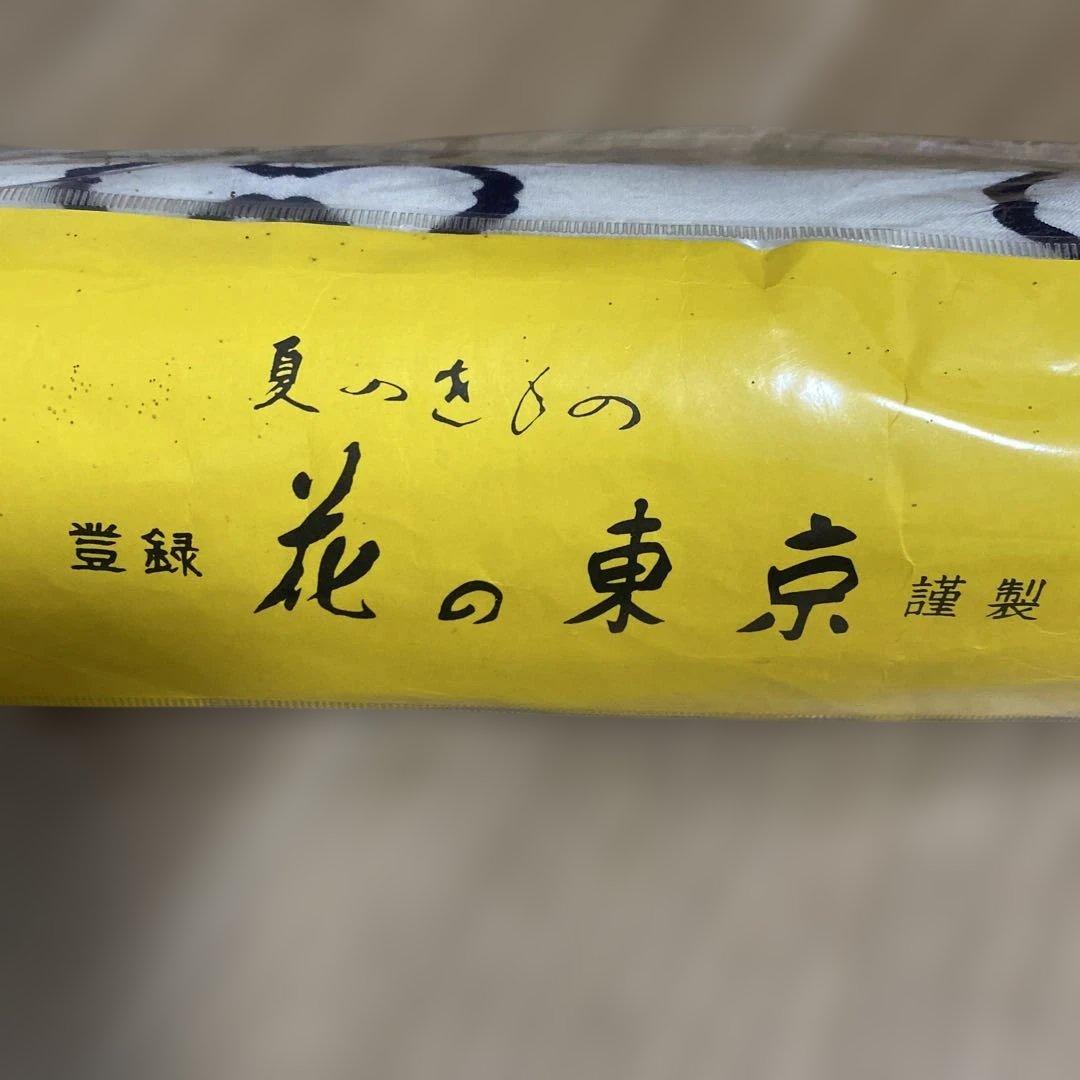 夏のきもの
登録 花の東京 謹製